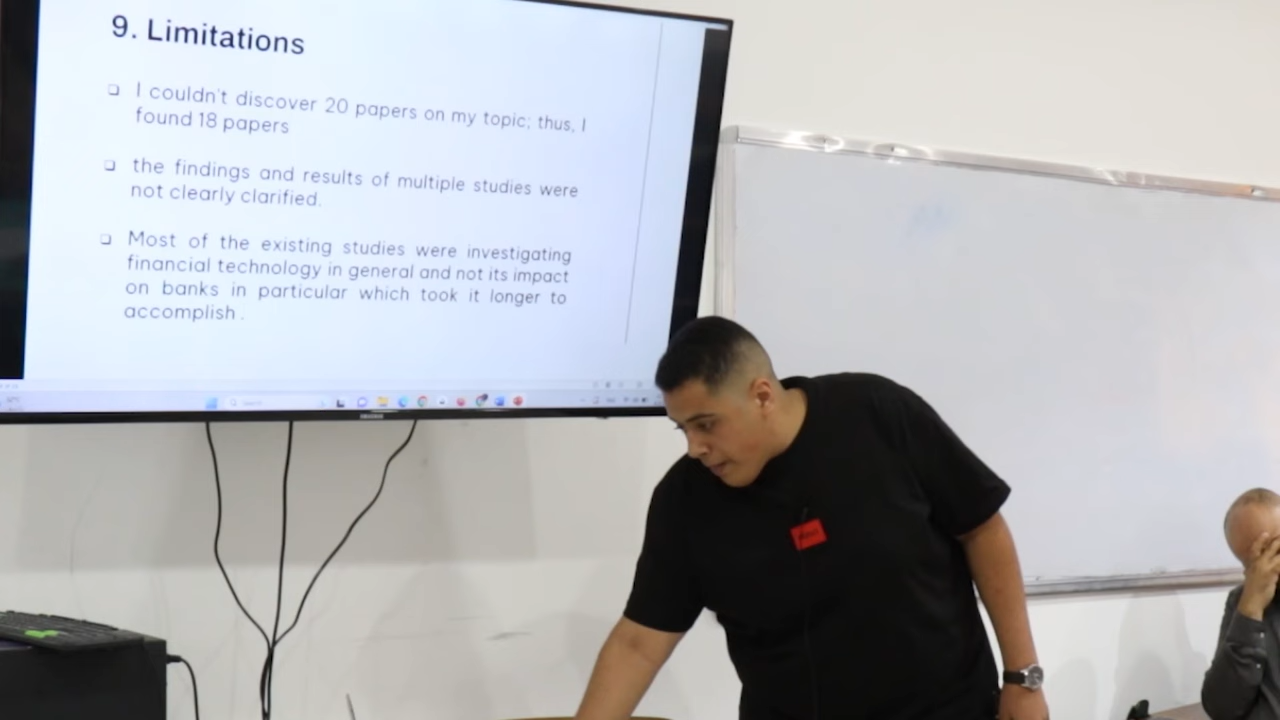 9. Limitations
❑ I couldn't discover 20 papers on my topic; thus, I
found 18 papers
❑ the findings and results of multiple studies were
not clearly clarified.
❑ Most of the existing studies were investigating
financial technology in general and not its impact
on banks in particular which took it longer to
accomplish .